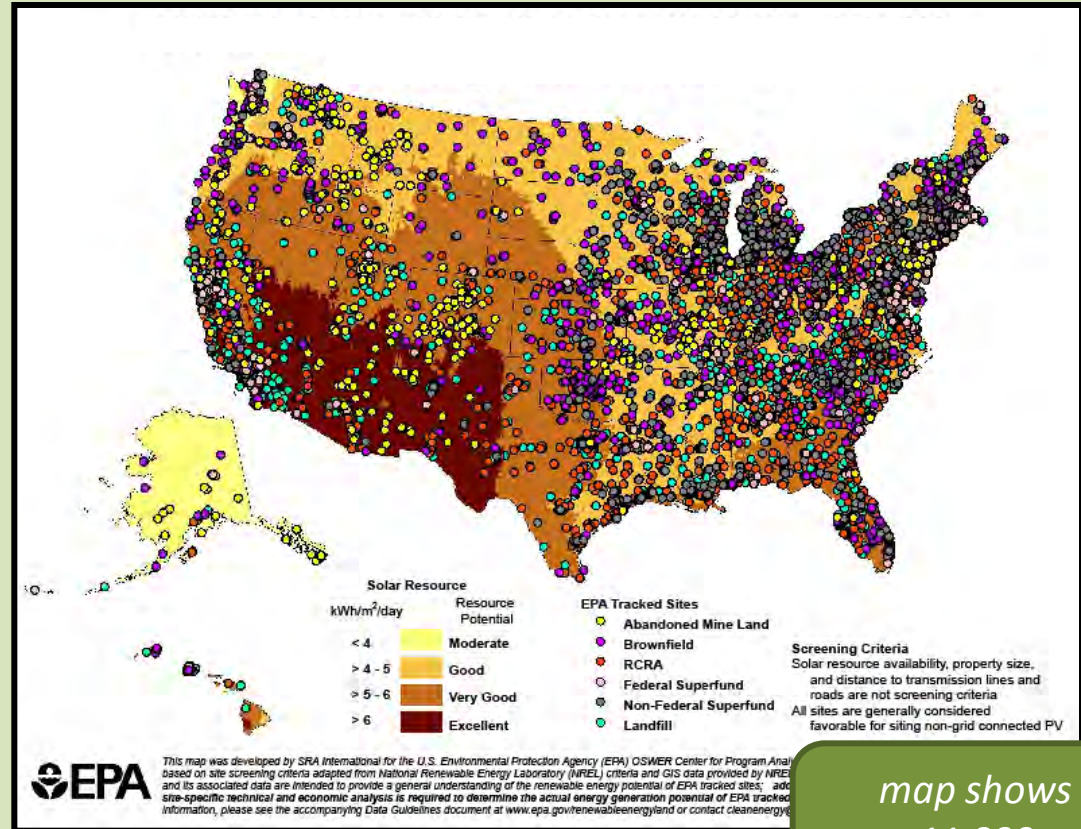 Solar Resource
kWh/m²/day
Resource
Potential
< 4 Moderate
> 4 - 5 Good
> 5 - 6 Very Good
> 6 Excellent
EPA Tracked Sites
Abandoned Mine Land
Brownfield
RCRA
Federal Superfund
Non-Federal Superfund
Landfill
Screening Criteria
Solar resource availability, property size,
and distance to transmission lines and
roads are not screening criteria
All sites are generally considered
favorable for siting non-grid connected PV
EPA
This map was developed by SRA International for the U.S. Environmental Protection Agency (EPA) OSWER Center for Program
based on site screening criteria adapted from National Renewable Energy Laboratory (NREL) criteria and GIS data provided by
and its associated data are intended to provide a general understanding of the renewable energy potential of EPA tracked sites;
site-specific technical and economic analysis is required to determine the actual energy generation potential of EPA tracked
information, please see the accompanying Data Guidelines document at www.epa.gov/renewableenergyland or contact
map shows